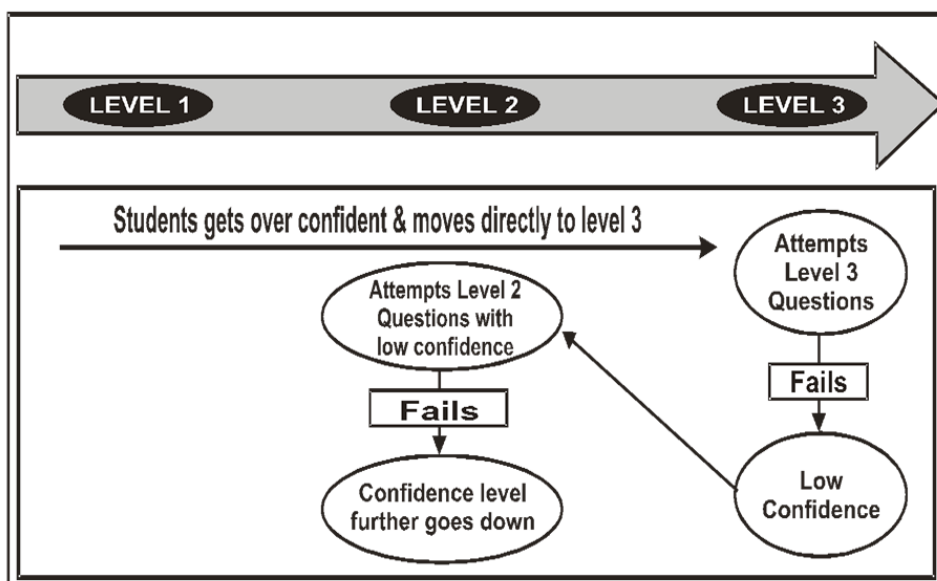 LEVEL 1
LEVEL 2
LEVEL 3
Students gets over confident & moves directly to level 3
Attempts
Level 3
Questions
Fails
Low
Confidence
Attempts Level 2
Questions with
low confidence
Fails
Confidence level
further goes down